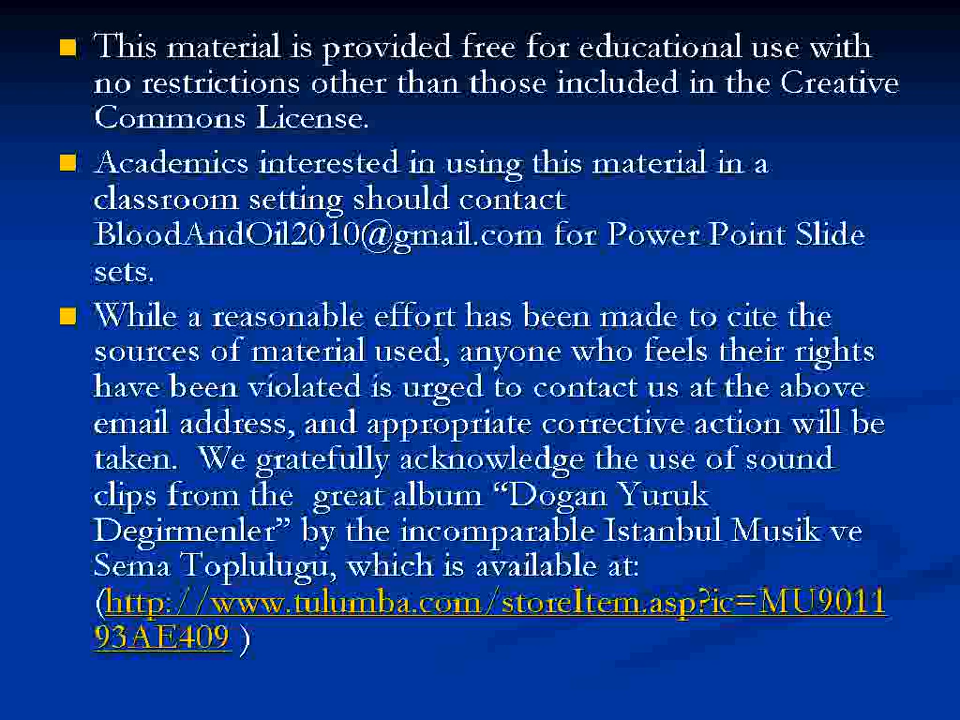 This material is provided free for educational use with
no restrictions other than those included in the Creative
Commons License.
Academics interested in using this material in a
classroom setting should contact
BloodAndOil2010@gmail.com for Power Point Slide
sets.
While a reasonable effort has been made to cite the
sources of material used, anyone who feels their rights
have been violated is urged to contact us at the above
email address, and appropriate corrective action will be
taken.  We gratefully acknowledge the use of sound
clips from the  great album “Dogan Yuruk
Degirmenler” by the incomparable Istanbul Musik ve
Sema Toplulugu, which is available at:
(http://www.tulumba.com/storeItem.asp?ic=MU9011
93AE409 )